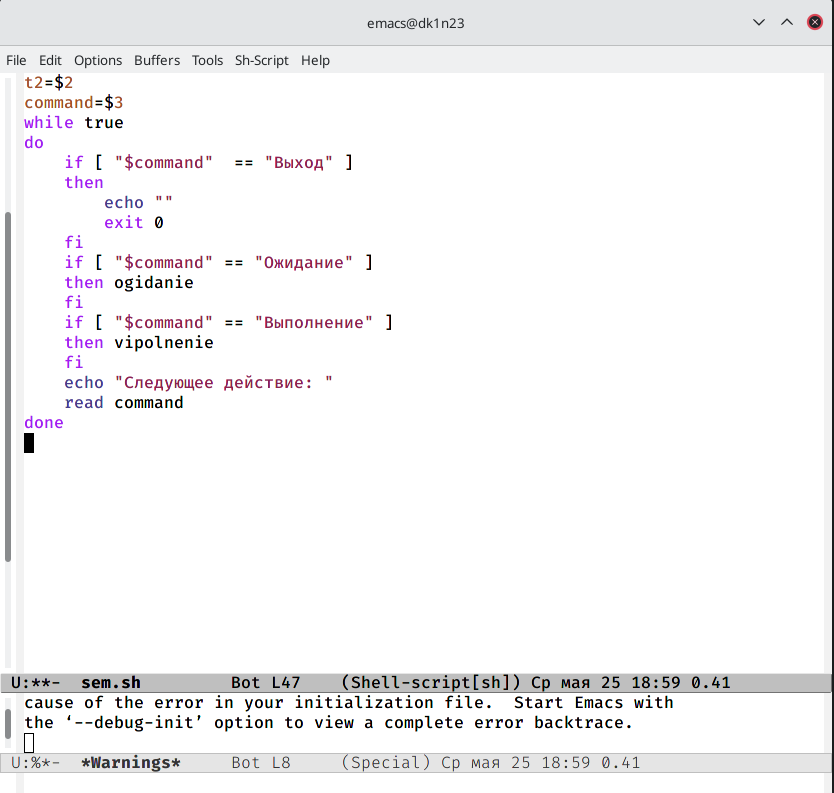 emacs@dk1n23
File Edit Options Buffers Tools Sh-Script Help
t2=$2
command=$3
while true
do
    if [ "$command"  == "Выход" ]
    then
        echo ""
        exit 0
    fi
    if [ "$command" == "Ожидание" ]
    then ogidanie
    fi
    if [ "$command" == "Выполнение" ]
    then vipolnenie
    fi
    echo "Следующее действие: "
    read command
done
U:**-  sem.sh         Bot L47    (Shell-script[sh]) Ср мая 25 18:59 0.41
cause of the error in your initialization file.  Start Emacs with
the ‘--debug-init’ option to view a complete error backtrace.
U:%*-  *Warnings*     Bot L8     (Special) Ср мая 25 18:59 0.41